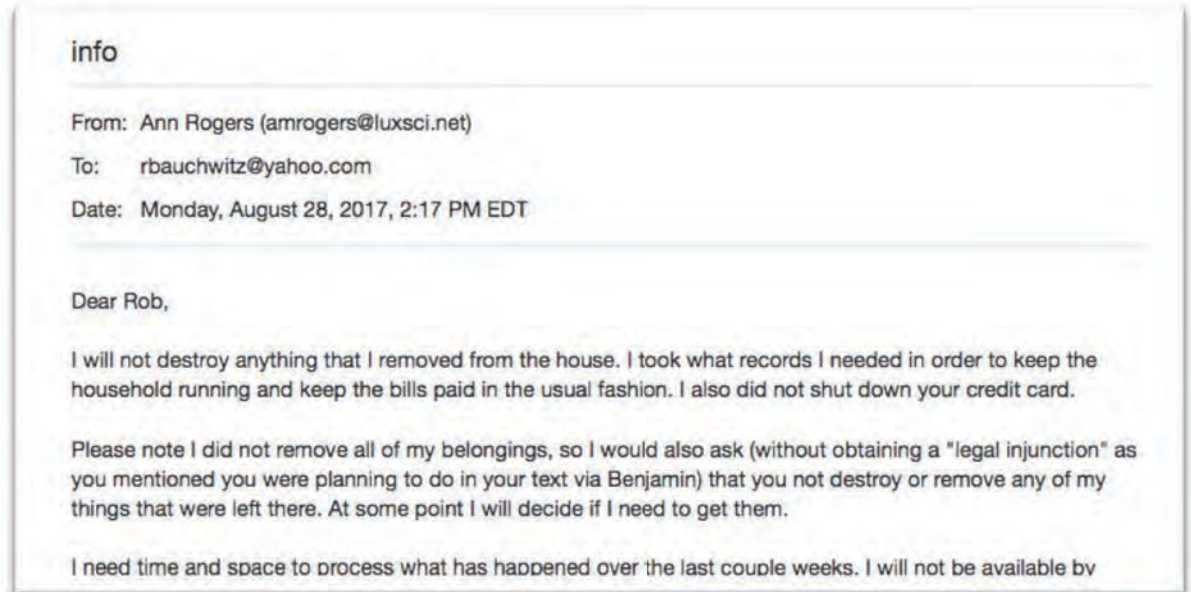 info
From: Ann Rogers (amrogers@luxsci.net)
To: rbauchwitz@yahoo.com
Date: Monday, August 28, 2017, 2:17 PM EDT
Dear Rob,
I will not destroy anything that I removed from the house. I took what records I needed in order to keep the
household running and keep the bills paid in the usual fashion. I also did not shut down your credit card.
Please note I did not remove all of my belongings, so I would also ask (without obtaining a "legal injunction" as
you mentioned you were planning to do in your text via Benjamin) that you not destroy or remove any of my
things that were left there. At some point I will decide if I need to get them.
I need time and space to process what has happened over the last couple weeks. I will not be available by